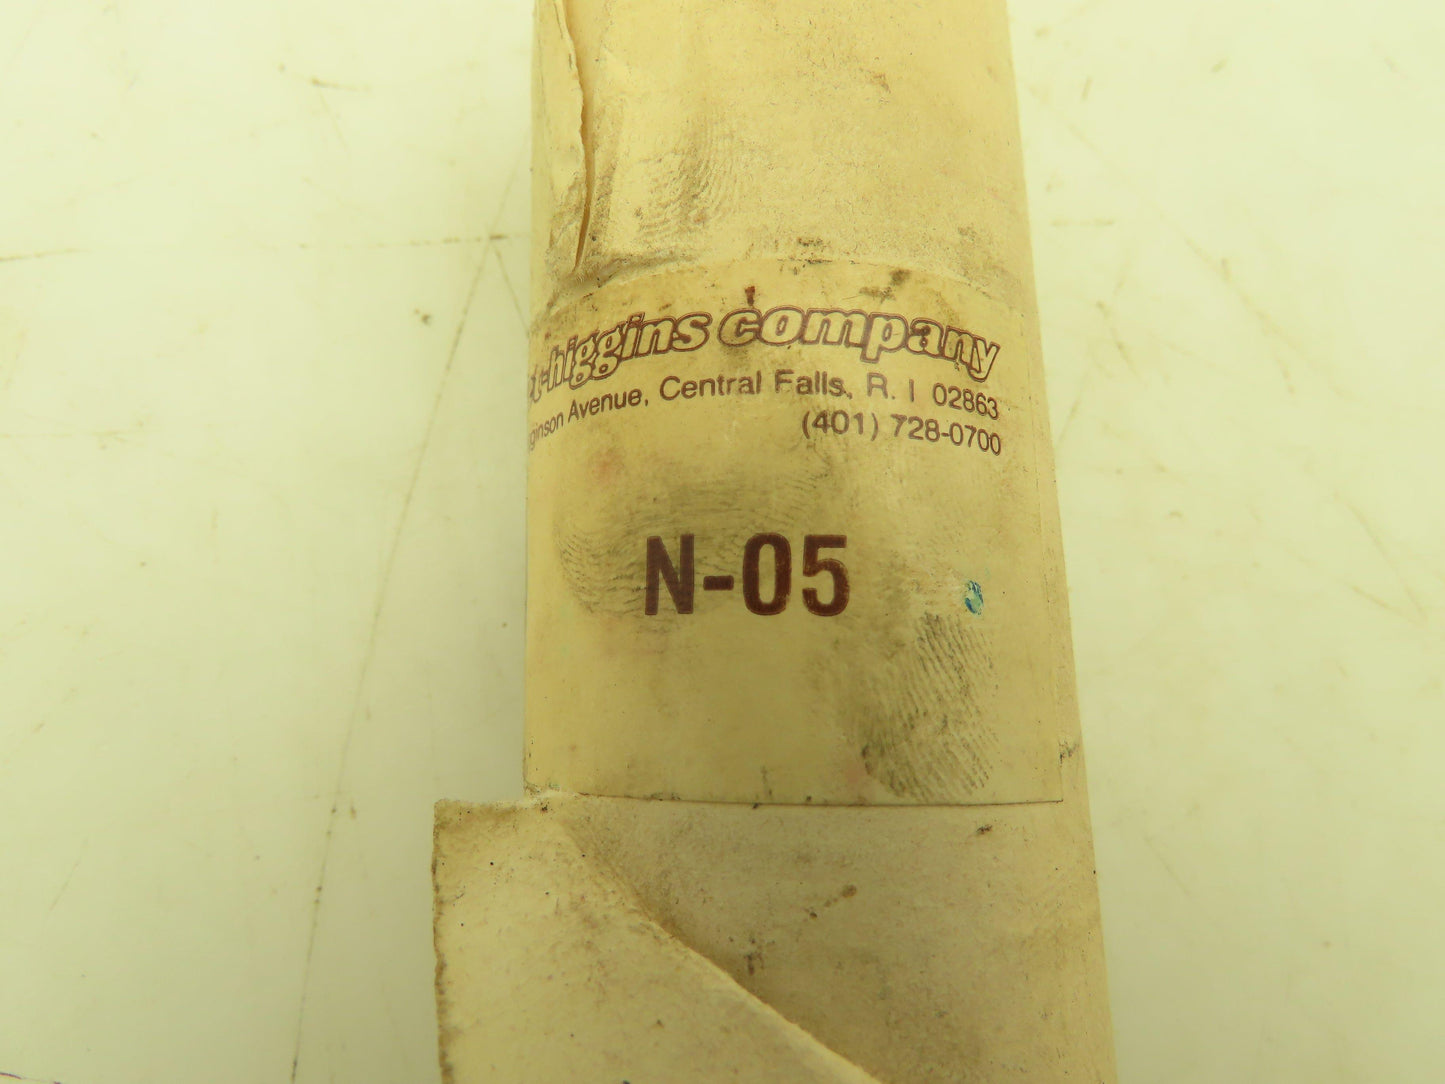 higgins company
Avenue, Central Falls, R. I 02863
(401) 728-0700
N-05